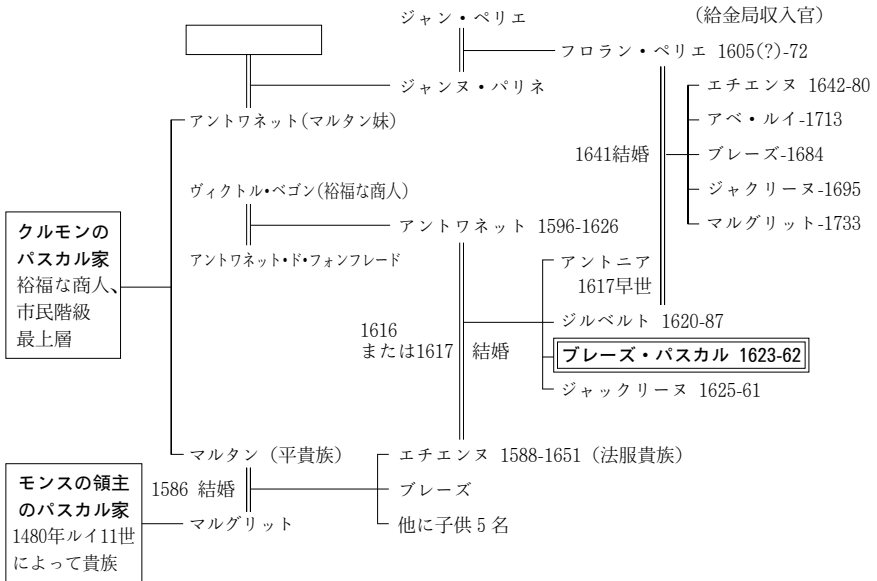 ジャン・ペリエ
(給金局収入官)
フロラン・ペリエ 1605(?)-72
ジャンヌ・パリネ
エチエンヌ 1642-80
アントワネット(マルタン妹)
アベ・ルイ-1713
1641結婚
ブレーズ-1684
ヴィクトル・ベゴン(裕福な商人)
ジャクリーヌ-1695
アントワネット 1596-1626
マルグリット-1733
アントワネット・ド・フォンフレード
クルモンの
パスカル家
裕福な商人、
市民階級
最上層
アントニア
1617早世
ジルベルト 1620-87
1616
または1617
結婚
ブレーズ・パスカル 1623-62
ジャックリーヌ 1625-61
マルタン(平貴族)
エチエンヌ 1588-1651(法服貴族)
モンスの領主
のパスカル家
1480年ルイ11世
によって貴族
1586 結婚
ブレーズ
マルグリット
他に子供5名